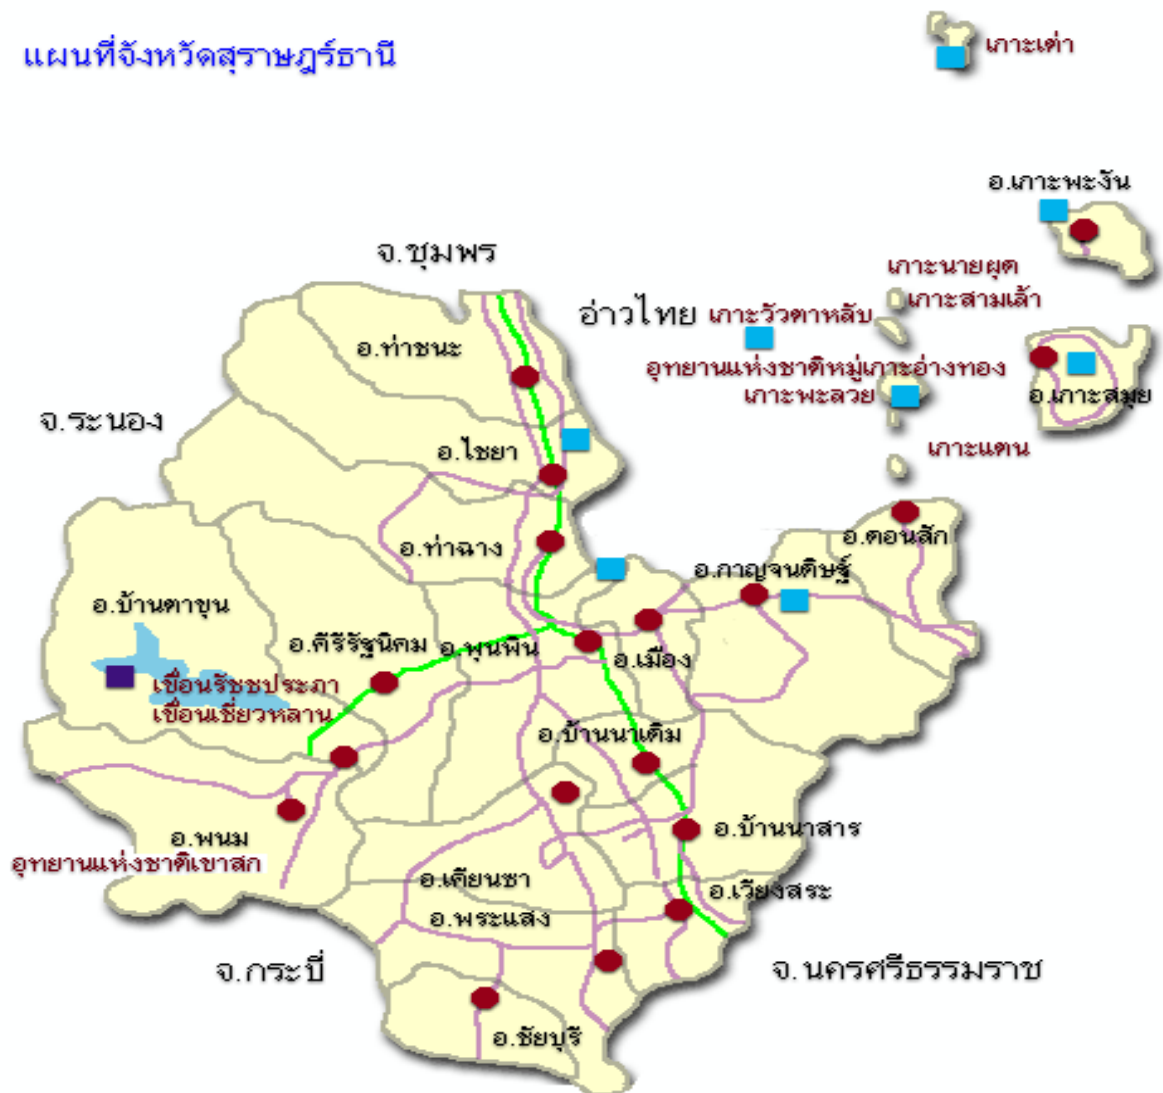 แผนที่จังหวัดสุราษฎร์ธานี
เกาะเต่า
อ.เกาะพะงัน
จ.ชุมพร
เกาะนายผุด
เกาะสามเล้า
อ่าวไทย
เกาะวัวตาหลับ
อ.ท่าชนะ
อุทยานแห่งชาติหมู่เกาะอ่างทอง
เกาะพะลวย
อ.เกาะสมุย
จ.ระนอง
อ.ไชยา
เกาะแตน
อ.ท่าฉาง
อ.ดอนสัก
อ.กาญจนดิษฐ์
อ.บ้านตาขุน
อ.คีรีรัฐนิคม
อ.พุนพิน
อ.เมือง
เขื่อนรัชชประภา
เขื่อนเชี่ยวหลาน
อ.บ้านนาเดิม
อ.บ้านนาสาร
อ.พนม
อุทยานแห่งชาติเขาสก
อ.เคียนซา
อ.เวียงสระ
อ.พระแสง
จ.กระบี่
จ.นครศรีธรรมราช
อ.ชัยบุรี